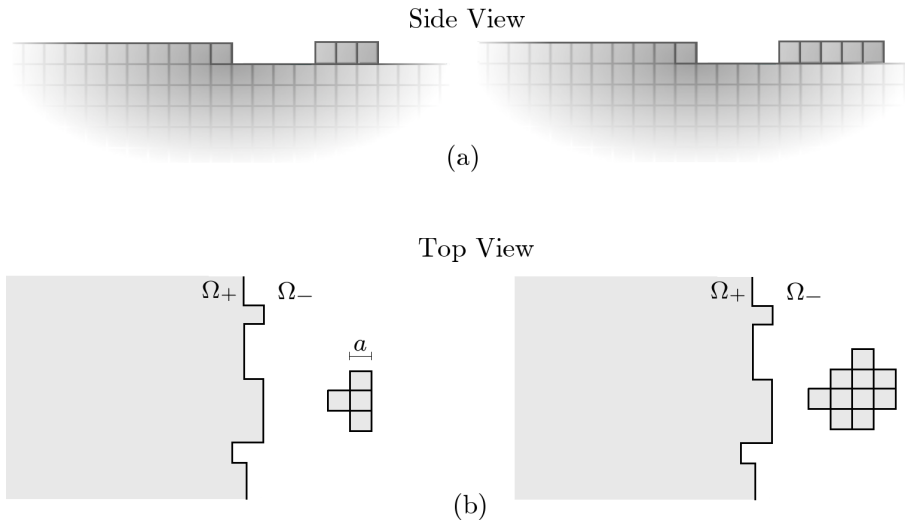 Side View
(a)
Top View
Ω₊ Ω₋ Ω₊ Ω₋
a
(b)